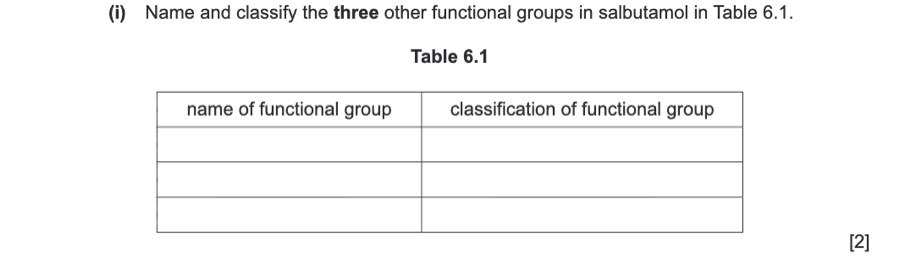 (i) Name and classify the three other functional groups in salbutamol in Table 6.1.
Table 6.1
name of functional group classification of functional group
[2]